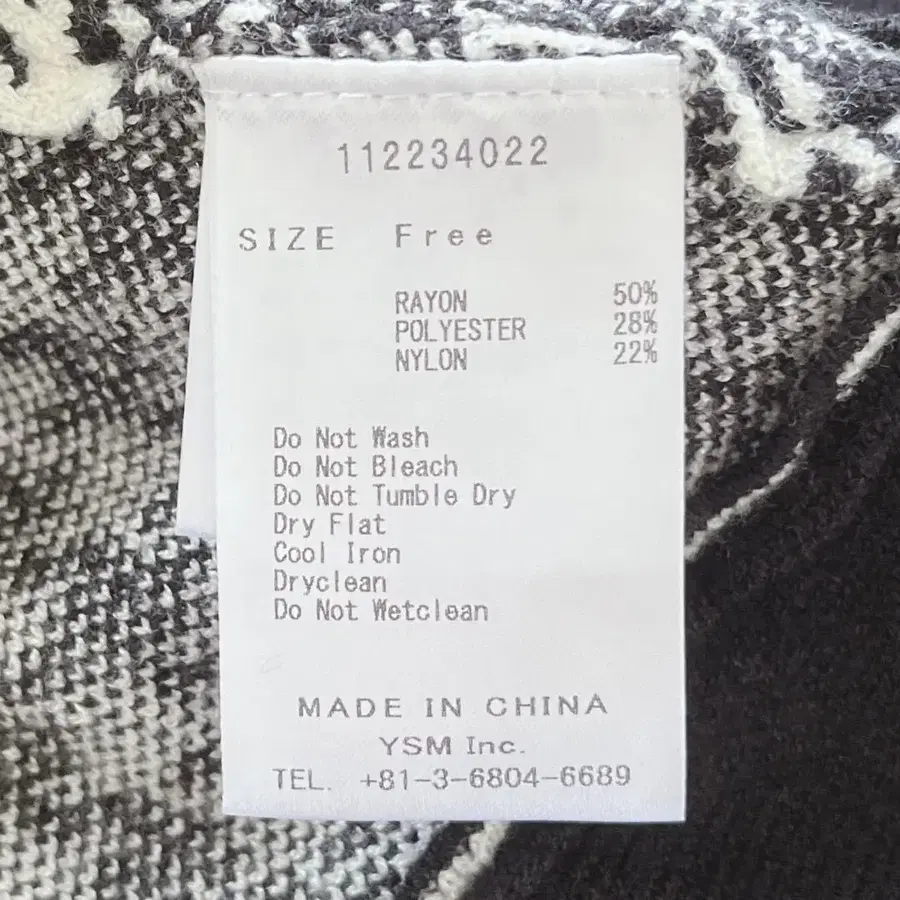 112234022
SIZE Free
RAYON 50%
POLYESTER 28%
NYLON 22%
Do Not Wash
Do Not Bleach
Do Not Tumble Dry
Dry Flat
Cool Iron
Dryclean
Do Not Wetclean
MADE IN CHINA
YSM Inc.
TEL. +81-3-6804-6689